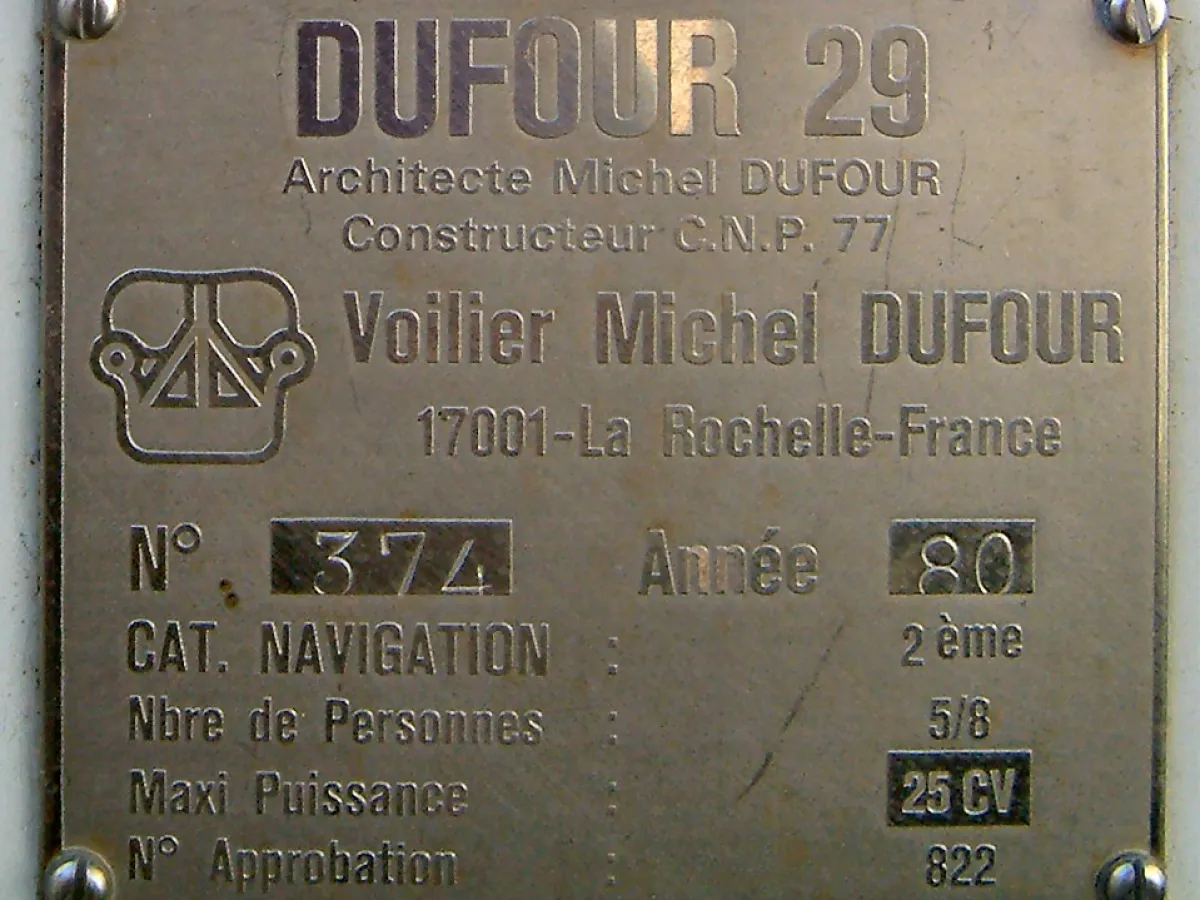 DUFOUR 29
Architecte Michel DUFOUR
Constructeur C.N.P. 77
Voilier Michel DUFOUR
17001-La Rochelle-France
N° 374 Année 80
CAT. NAVIGATION : 2 ème
Nbre de Personnes : 5/8
Maxi Puissance : 25 CV
N° Approbation : 822